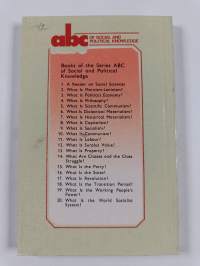 abc
OF SOCIAL AND
POLITICAL KNOWLEDGE
Books of the Series ABC
of Social and Political
Knowledge
1. A Reader on Social Sciences
2. What Is Marxism-Leninism?
3. What Is Political Economy?
4. What Is Philosophy?
5. What Is Scientific Communism?
6. What Is Dialectical Materialism?
7. What Is Historical Materialism?
8. What Is Capitalism?
9. What Is Socialism?
10. What Is Communism?
11. What Is Labour?
12. What Is Surplus Value?
13. What Is Property?
14. What Are Classes and the Class
Struggle?
15. What Is the Party?
16. What Is the State?
17. What Is Revolution?
18. What Is the Transition Period?
19. What Is the Working People's
Power?
20. What Is the World Socialist
System?